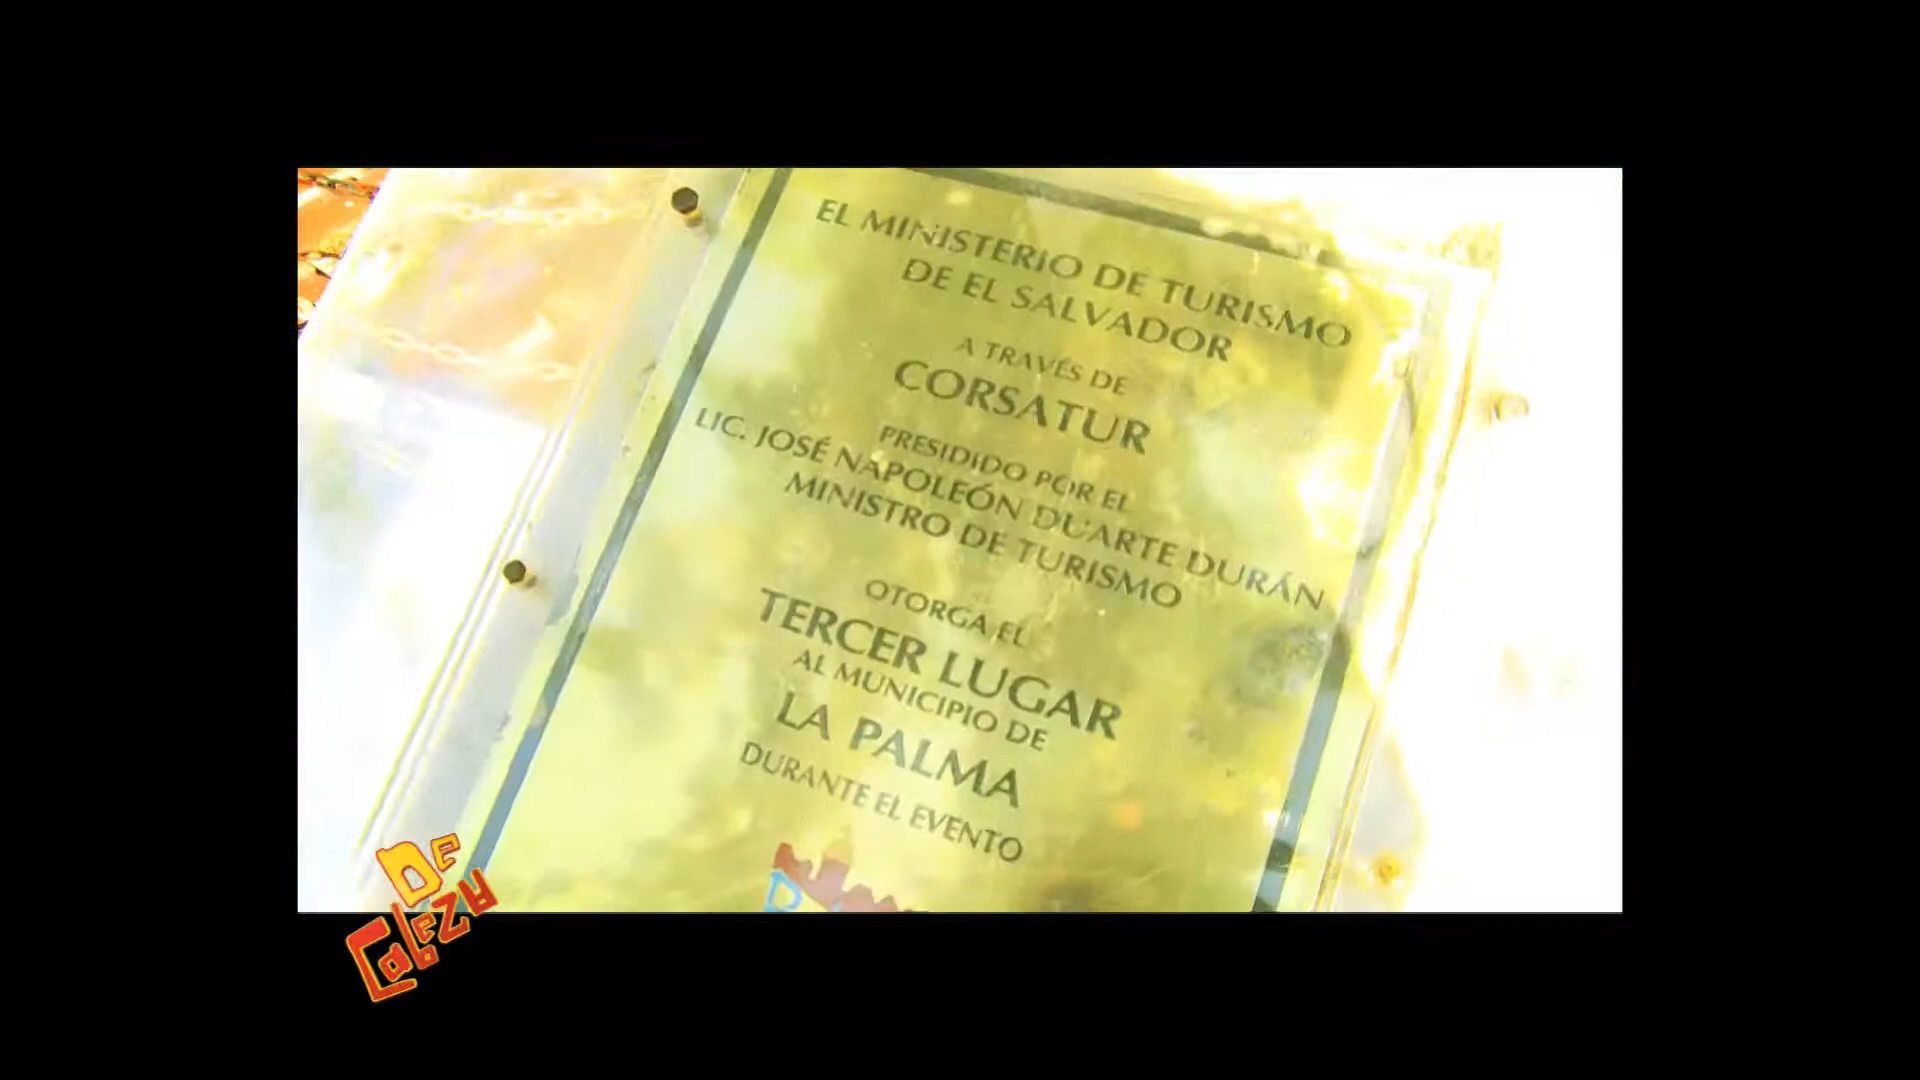 EL MINISTERIO DE TURISMO
DE EL SALVADOR
A TRAVÉS DE
CORSATUR
PRESIDIDO POR EL
LIC. JOSÉ NAPOLEÓN DUARTE DURÁN
MINISTRO DE TURISMO
OTORGA EL
TERCER LUGAR
AL MUNICIPIO DE
LA PALMA
DURANTE EL EVENTO
De
Cabeza